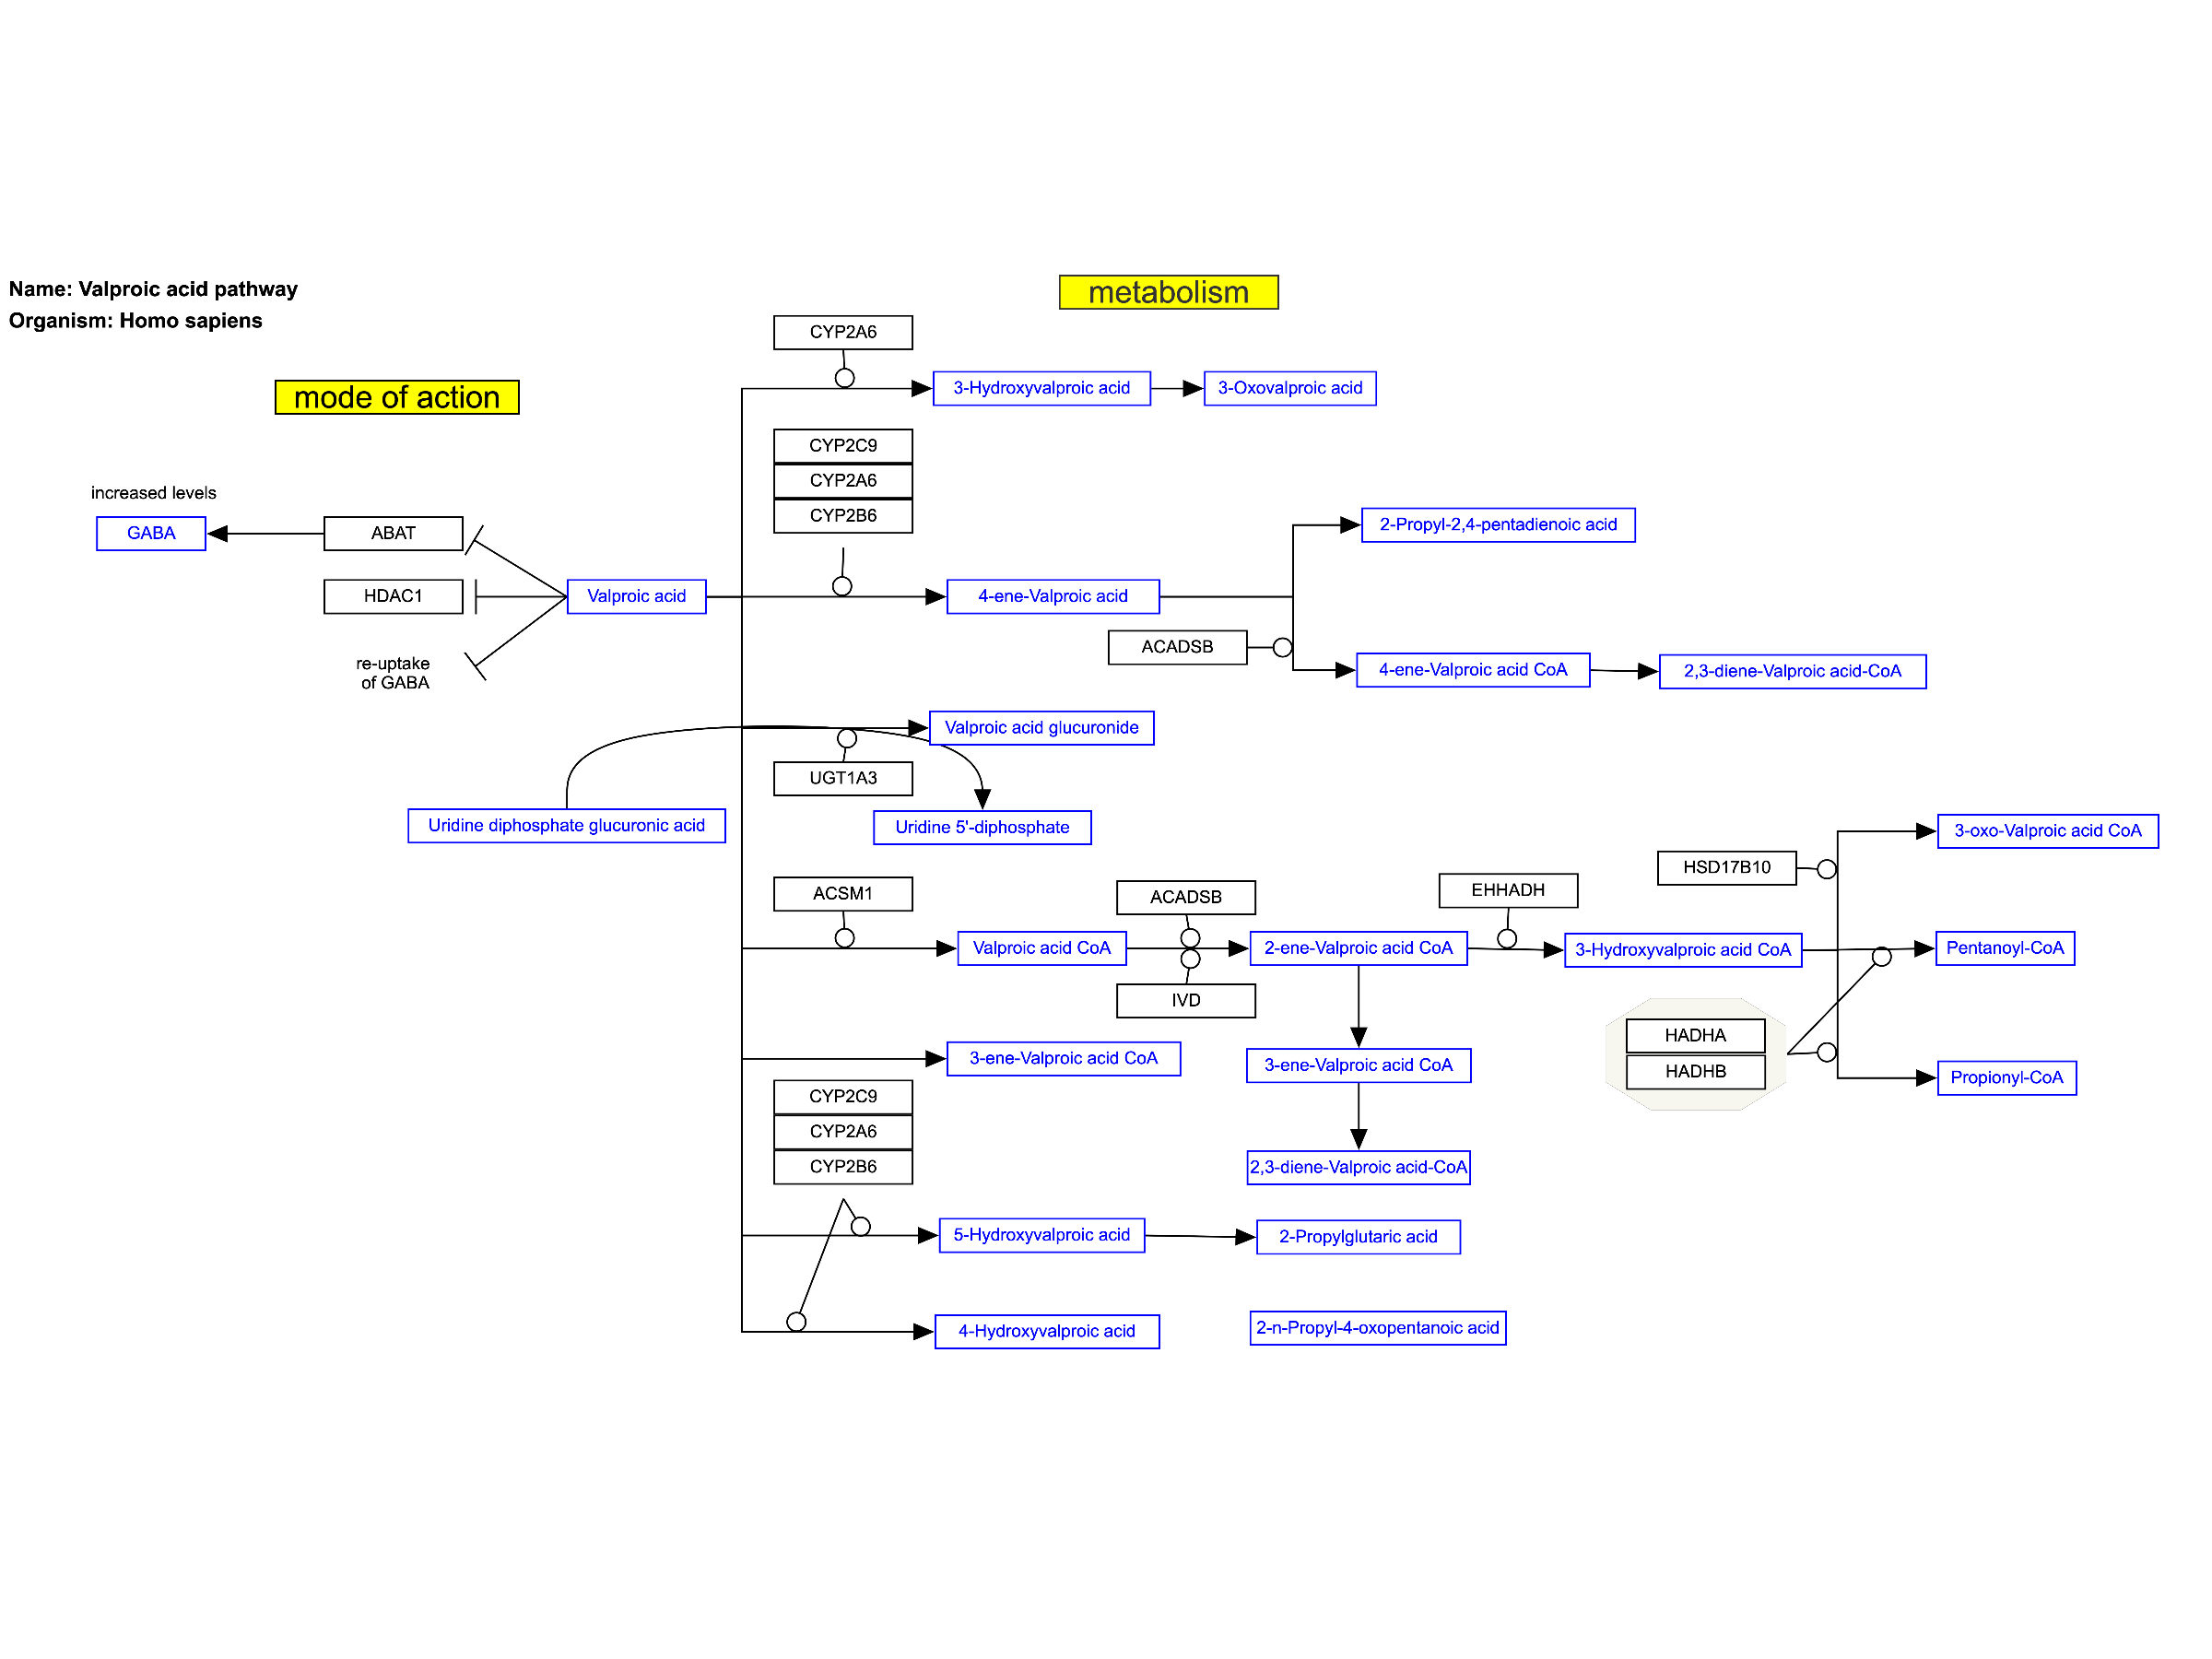 Name: Valproic acid pathway
Organism: Homo sapiens
metabolism
mode of action
CYP2A6
3-Hydroxyvalproic acid
3-Oxovalproic acid
CYP2C9
CYP2A6
CYP2B6
increased levels
GABA
ABAT
HDAC1
re-uptake
of GABA
Valproic acid
4-ene-Valproic acid
2-Propyl-2,4-pentadienoic acid
ACADSB
4-ene-Valproic acid CoA
2,3-diene-Valproic acid-CoA
Valproic acid glucuronide
UGT1A3
Uridine diphosphate glucuronic acid
Uridine 5'-diphosphate
ACSM1
Valproic acid CoA
ACADSB
IVD
2-ene-Valproic acid CoA
EHHADH
3-Hydroxyvalproic acid CoA
HSD17B10
3-oxo-Valproic acid CoA
Pentanoyl-CoA
HADHA
HADHB
Propionyl-CoA
3-ene-Valproic acid CoA
3-ene-Valproic acid CoA
2,3-diene-Valproic acid-CoA
CYP2C9
CYP2A6
CYP2B6
5-Hydroxyvalproic acid
2-Propylglutaric acid
4-Hydroxyvalproic acid
2-n-Propyl-4-oxopentanoic acid